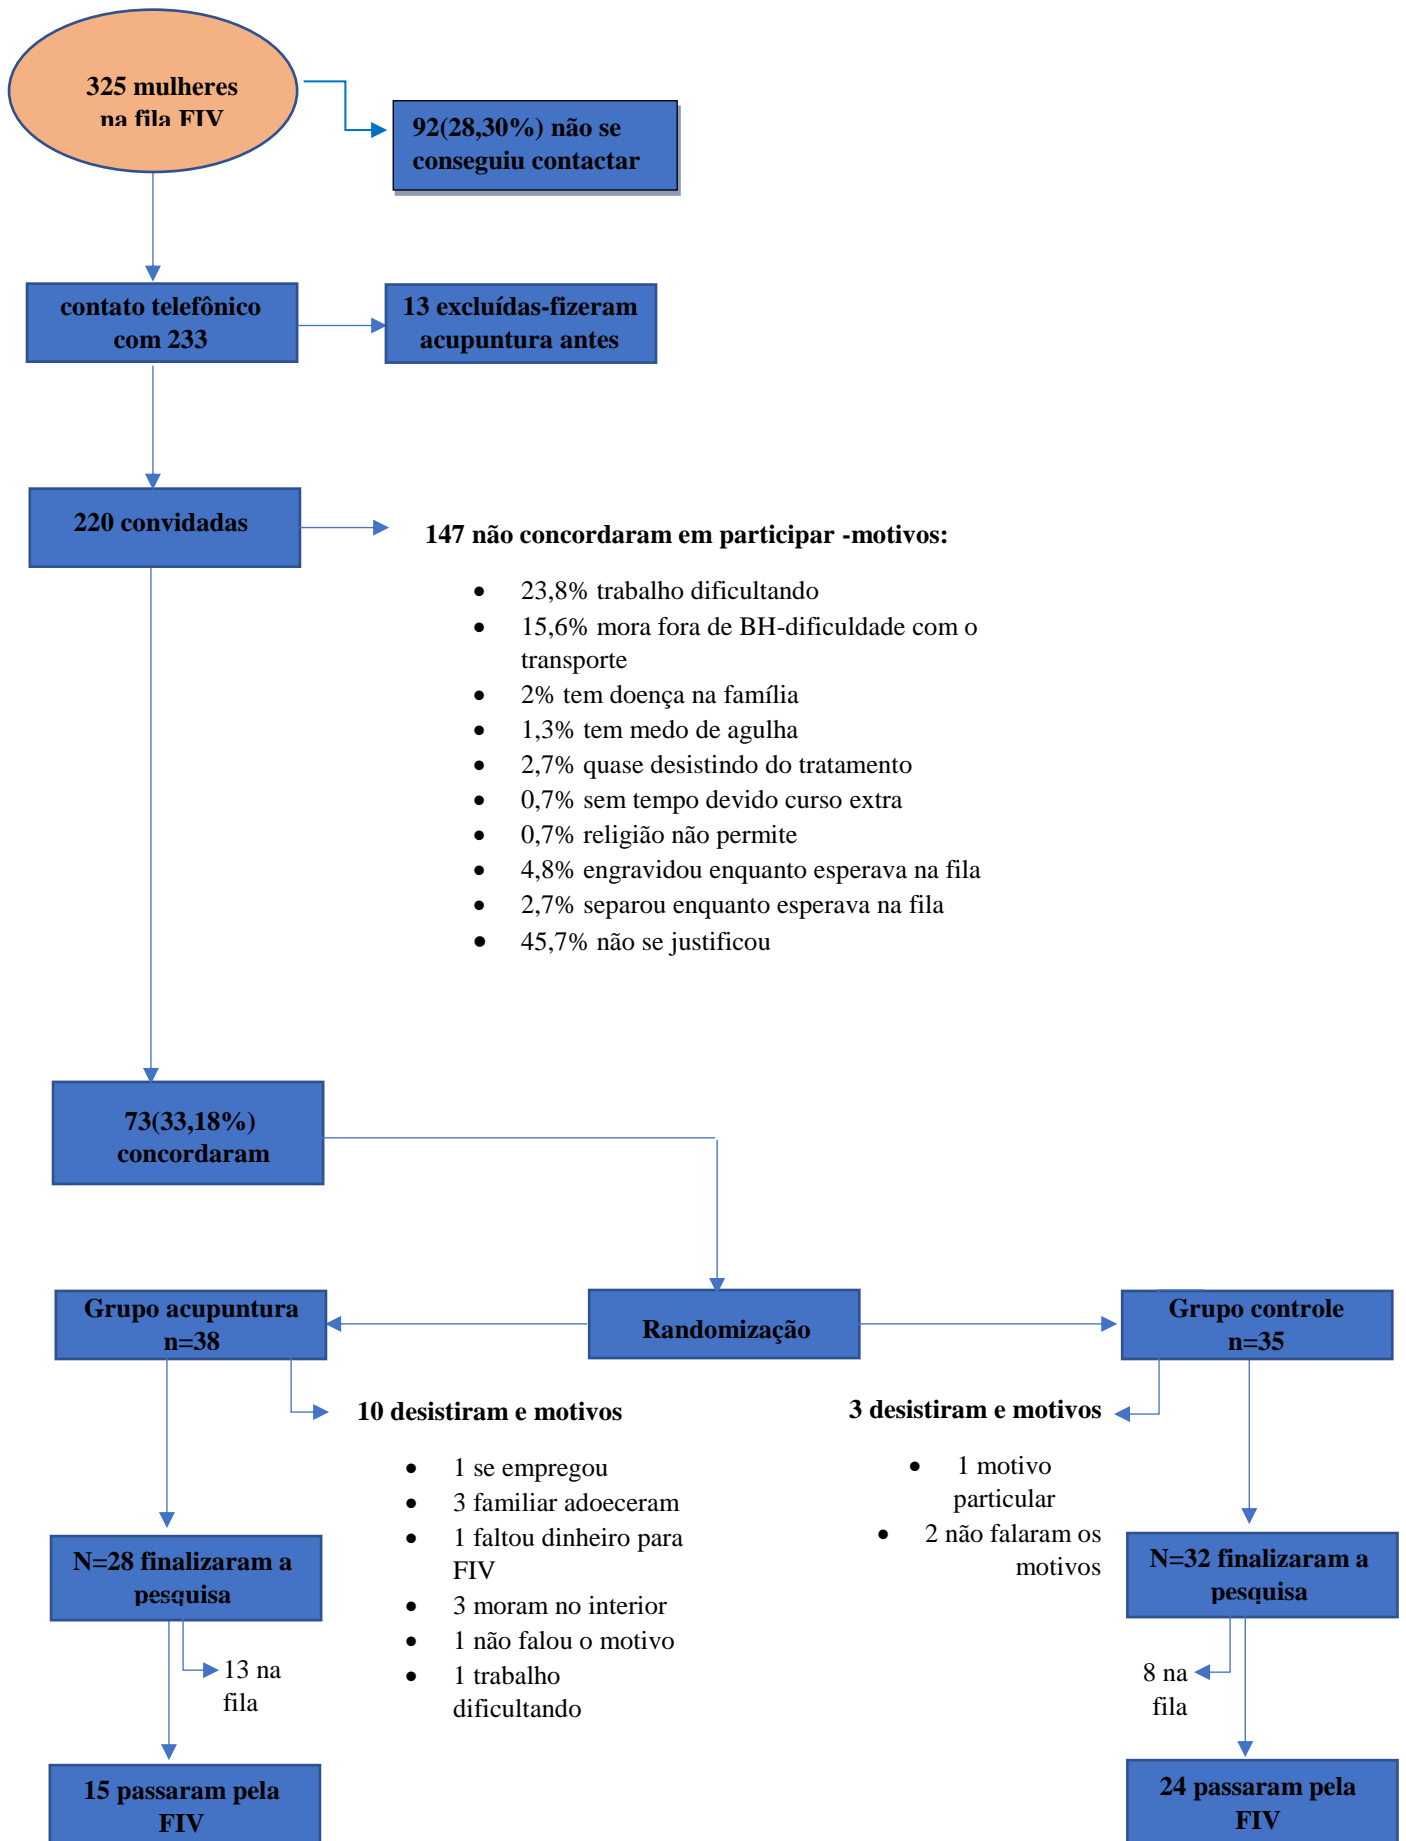 325 mulheres
na fila FIV
92(28,30%) não se
conseguiu contactar
contato telefônico
com 233
13 excluídas-fizeram
acupuntura antes
220 convidadas
147 não concordaram em participar -motivos:
• 23,8% trabalho dificultando
• 15,6% mora fora de BH-dificuldade com o
transporte
• 2% tem doença na família
• 1,3% tem medo de agulha
• 2,7% quase desistindo do tratamento
• 0,7% sem tempo devido curso extra
• 0,7% religião não permite
• 4,8% engravidou enquanto esperava na fila
• 2,7% separou enquanto esperava na fila
• 45,7% não se justificou
73(33,18%)
concordaram
Grupo acupuntura
n=38
Randomização
Grupo controle
n=35
10 desistiram e motivos
• 1 se empregou
• 3 familiar adoeceram
• 1 faltou dinheiro para
FIV
• 3 moram no interior
• 1 não falou o motivo
• 1 trabalho
dificultando
3 desistiram e motivos
• 1 motivo
particular
• 2 não falaram os
motivos
N=28 finalizaram a
pesquisa
N=32 finalizaram a
pesquisa
13 na
fila
8 na
fila
15 passaram pela
FIV
24 passaram pela
FIV